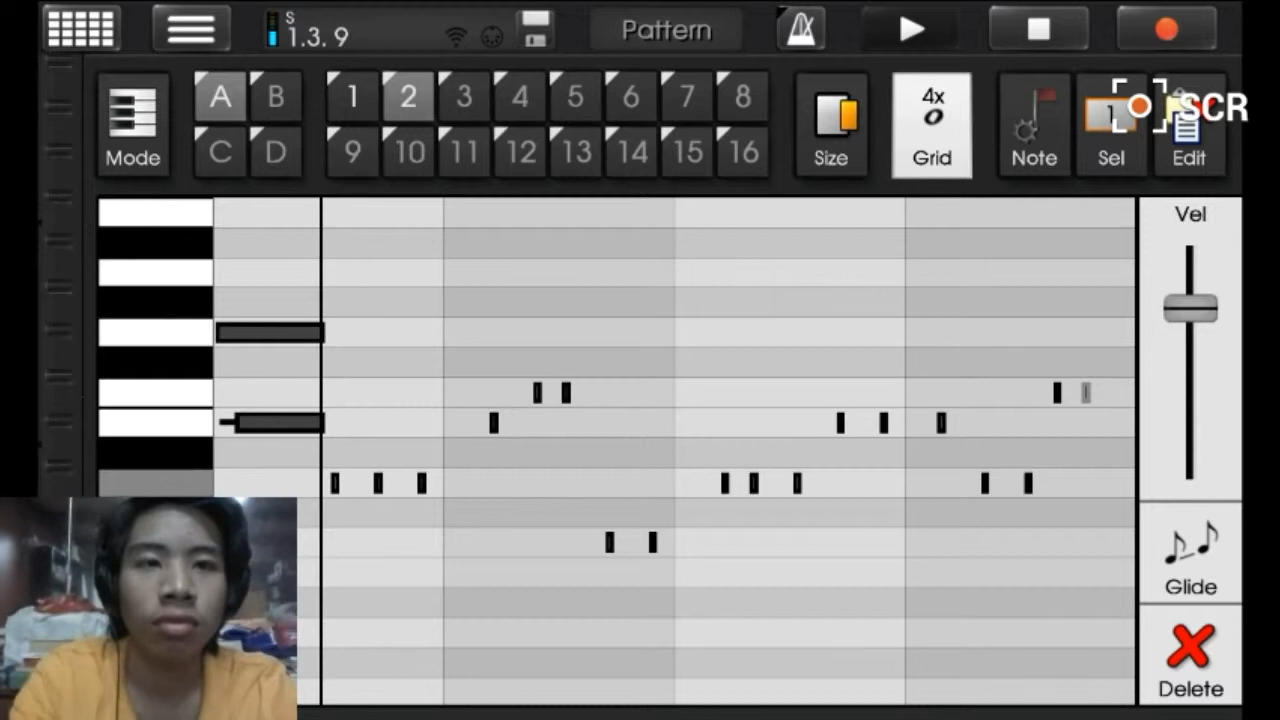 S
1.3. 9
Pattern
Mode
A B 1 2 3 4 5 6 7 8
C D 9 10 11 12 13 14 15 16
Size
4x
Grid
Note
1
Sel
Edit
SCR
Vel
Glide
Delete